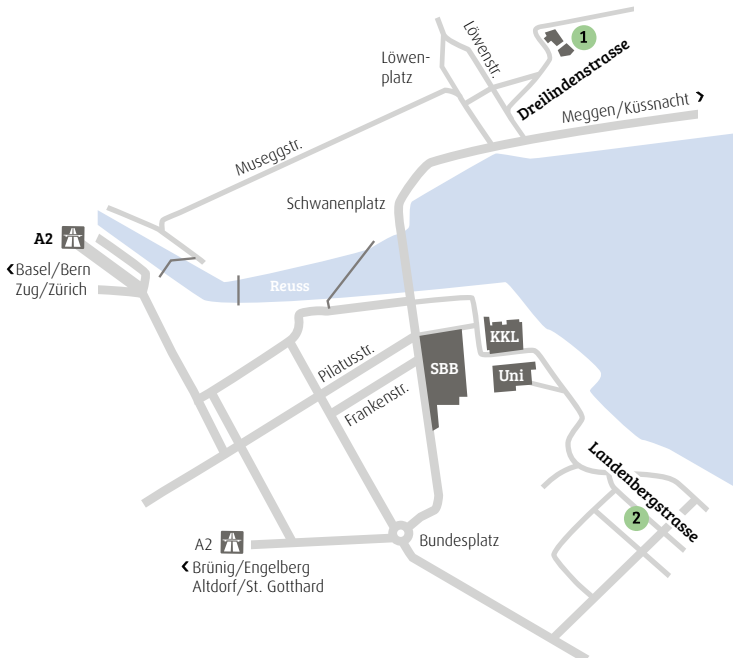 1
Löwenstr.
Löwen-
platz
Dreilindenstrasse
Meggen/Küssnacht
Museggstr.
Schwanenplatz
A2
Basel/Bern
Zug/Zürich
Reuss
KKL
Pilatusstr.
SBB
Uni
Frankenstr.
Landenbergstrasse
2
A2
Bundesplatz
Brünig/Engelberg
Altdorf/St. Gotthard